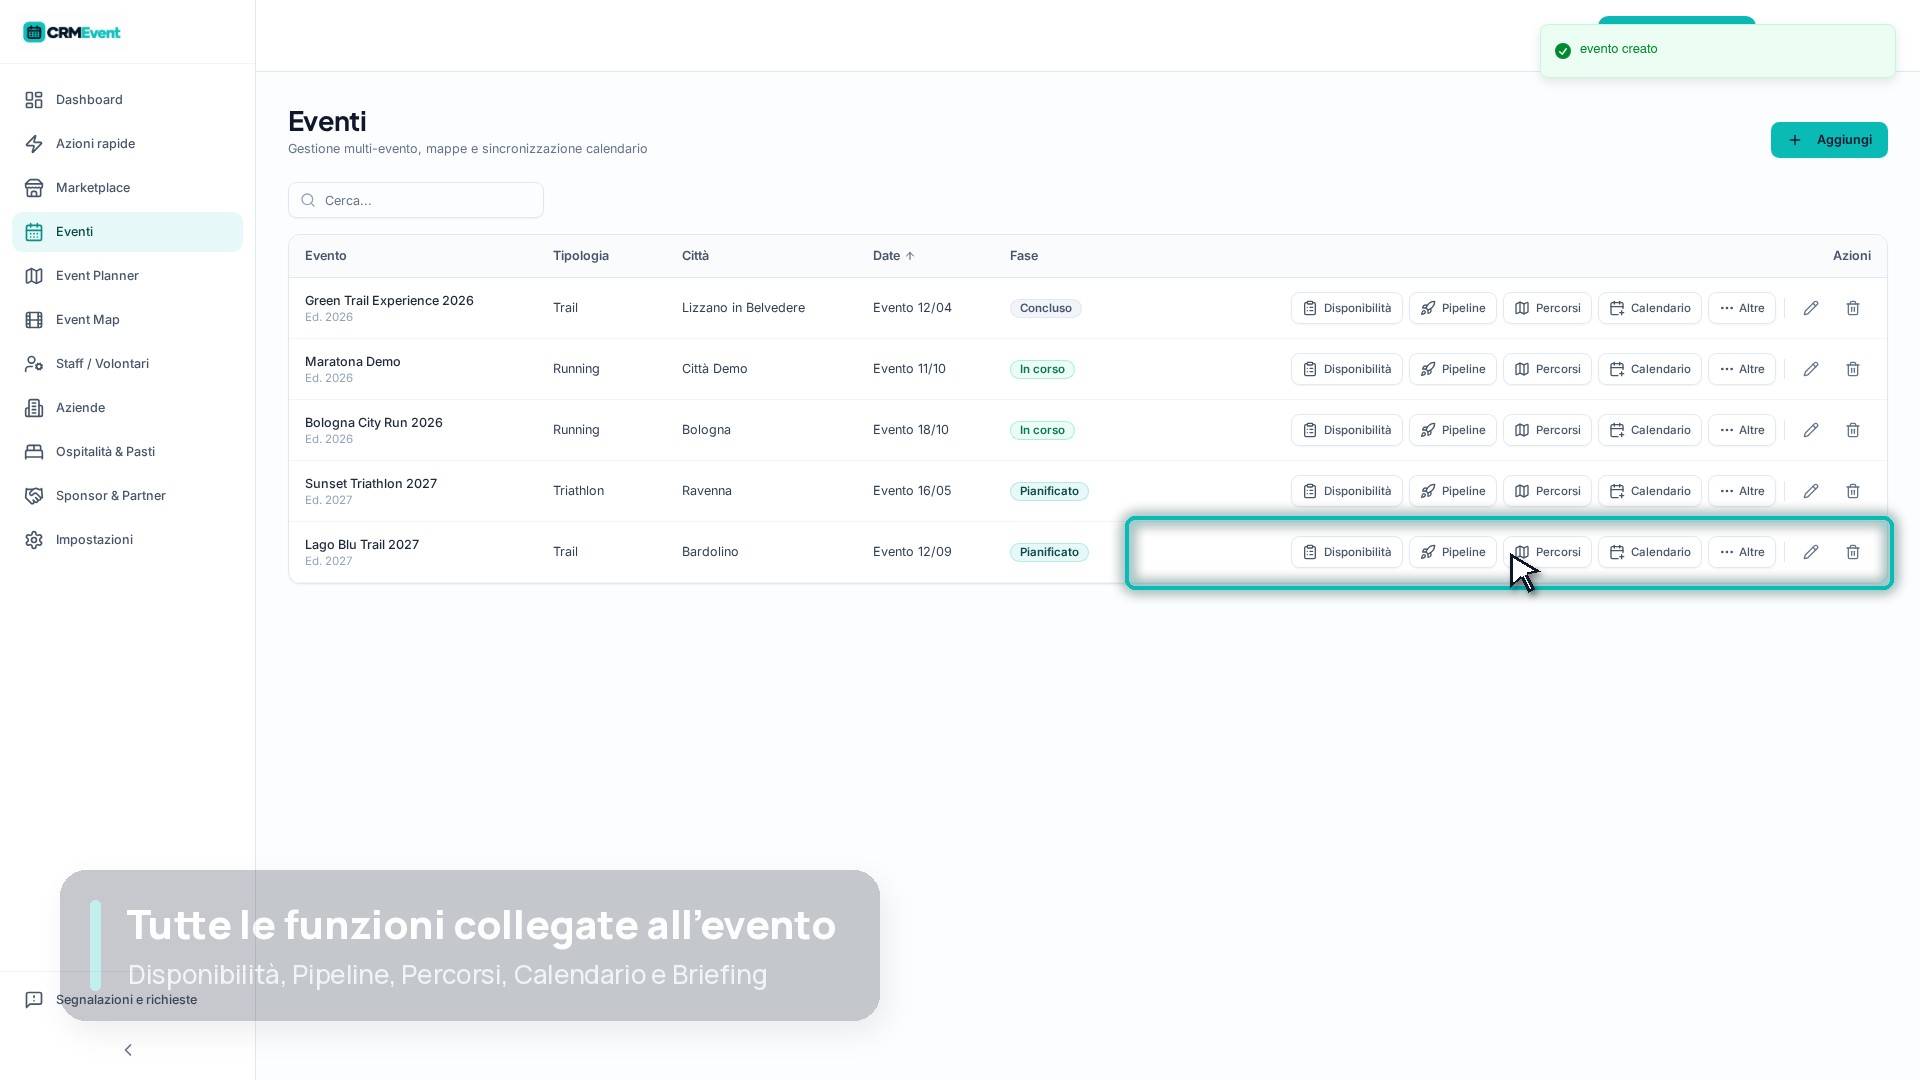 CRMEvent
evento creato
Dashboard
Azioni rapide
Marketplace
Eventi
Event Planner
Event Map
Staff / Volontari
Aziende
Ospitalità & Pasti
Sponsor & Partner
Impostazioni
Segnalazioni e richieste
Eventi
Gestione multi-evento, mappe e sincronizzazione calendario
Aggiungi
Cerca...
Evento Tipologia Città Date Fase Azioni
Green Trail Experience 2026 Trail Lizzano in Belvedere Evento 12/04 Concluso Disponibilità Pipeline Percorsi Calendario Altre
Ed. 2026
Maratona Demo Running Città Demo Evento 11/10 In corso Disponibilità Pipeline Percorsi Calendario Altre
Ed. 2026
Bologna City Run 2026 Running Bologna Evento 18/10 In corso Disponibilità Pipeline Percorsi Calendario Altre
Ed. 2026
Sunset Triathlon 2027 Triathlon Ravenna Evento 16/05 Pianificato Disponibilità Pipeline Percorsi Calendario Altre
Ed. 2027
Lago Blu Trail 2027 Trail Bardolino Evento 12/09 Pianificato Disponibilità Pipeline Percorsi Calendario Altre
Ed. 2027
Tutte le funzioni collegate all’evento
Disponibilità, Pipeline, Percorsi, Calendario e Briefing